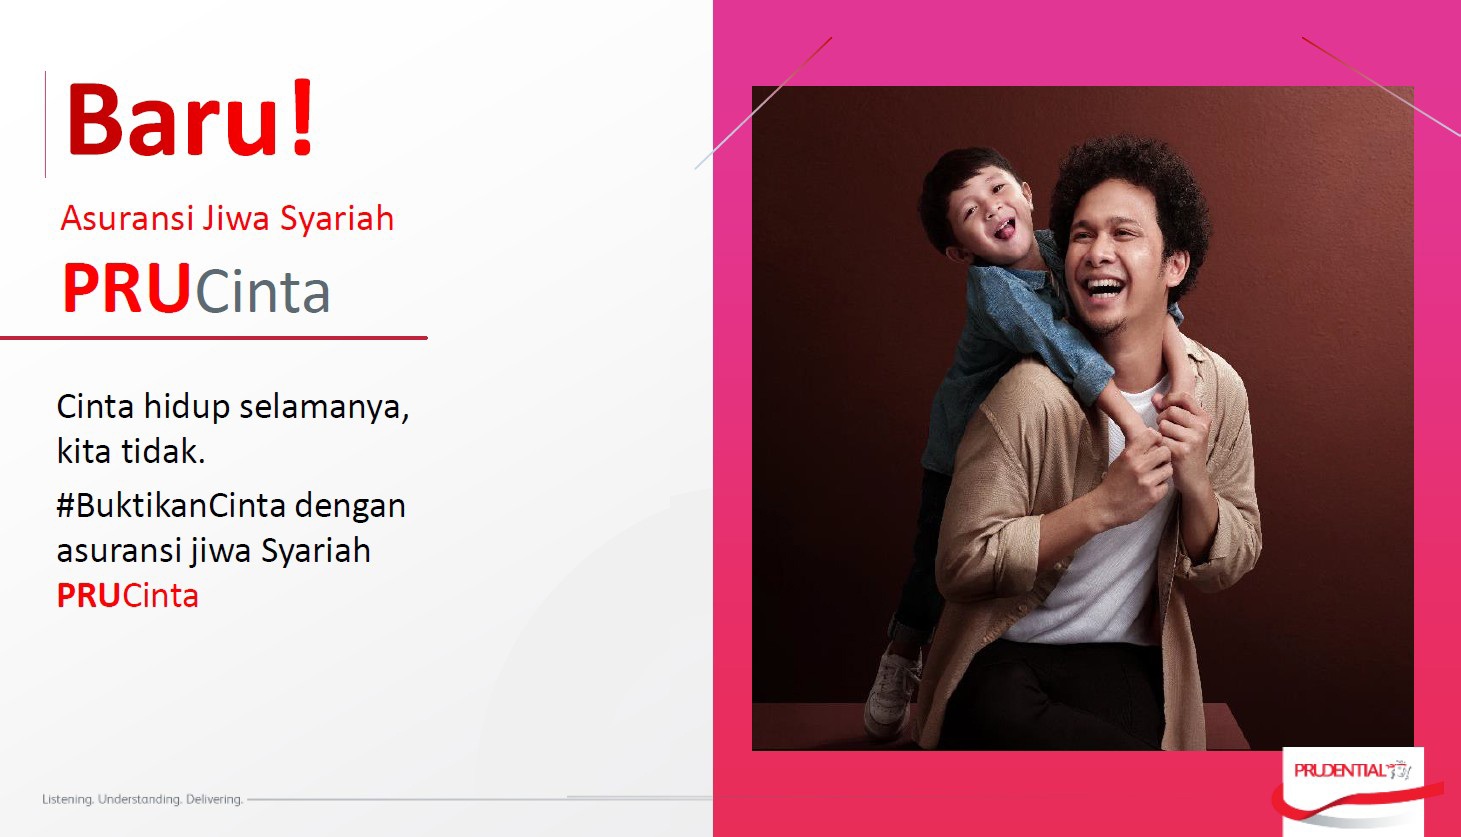 Baru!
Asuransi Jiwa Syariah
PRUCinta
Cinta hidup selamanya,
kita tidak.
#BuktikanCinta dengan
asuransi jiwa Syariah
PRUCinta
Listening. Understanding. Delivering.
PRUDENTIAL